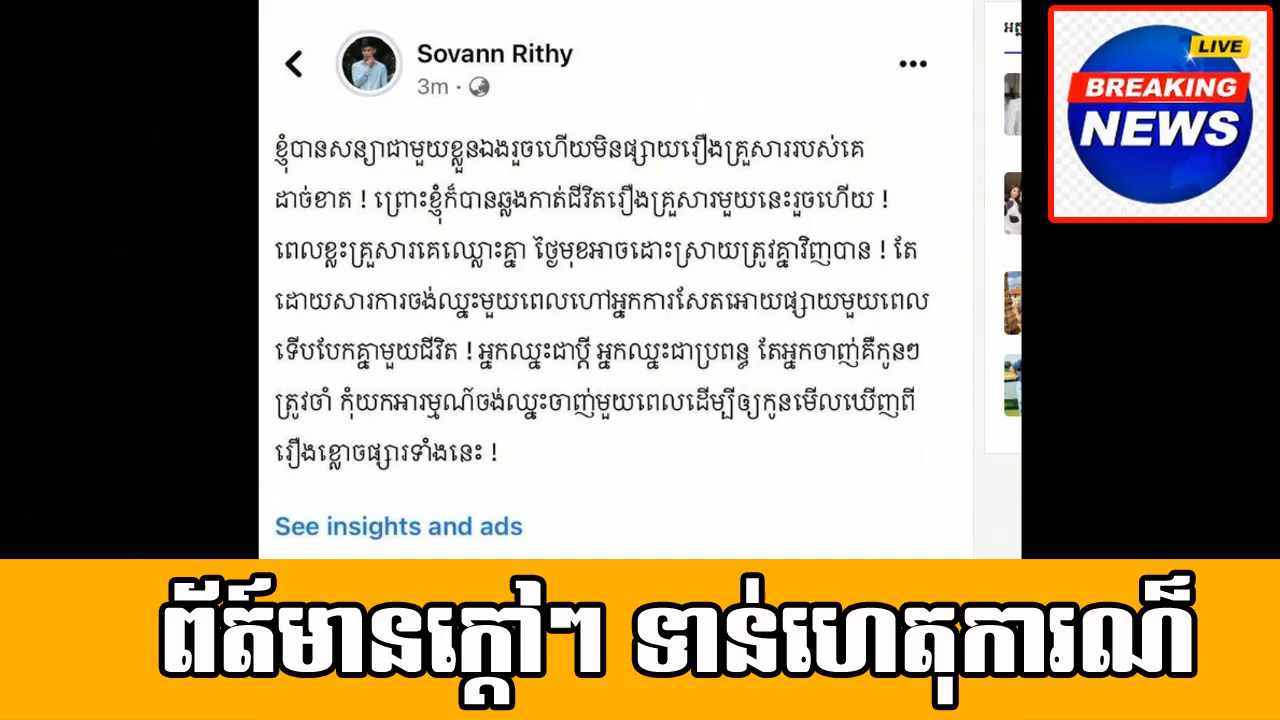 Sovann Rithy
3m
ខ្ញុំបានសន្យាជាមួយខ្លួនឯងរួចហើយមិនផ្សាយរឿងគ្រួសាររបស់គេ
ដាច់ខាត ! ព្រោះខ្ញុំក៏បានឆ្លងកាត់ជីវិតរឿងគ្រួសារមួយនេះរួចហើយ !
ពេលខ្លះគ្រួសារគេឈ្លោះគ្នា ថ្ងៃមុខអាចដោះស្រាយត្រូវគ្នាវិញបាន ! តែ
ដោយសារការចង់ឈ្នះមួយពេលហៅអ្នកការសែតអោយផ្សាយមួយពេល
ទើបបែកគ្នាមួយជីវិត ! អ្នកឈ្នះជាប្តី អ្នកឈ្នះជាប្រពន្ធ តែអ្នកចាញ់គឺកូនៗ
ត្រូវចាំ កុំយកអារម្មណ៍ចង់ឈ្នះចាញ់មួយពេលដើម្បីឲ្យកូនមើលឃើញពី
រឿងខ្លោចផ្សារទាំងនេះ !
See insights and ads
LIVE
BREAKING
NEWS
ព័ត៍មានក្តៅៗ ទាន់ហេតុការណ៍